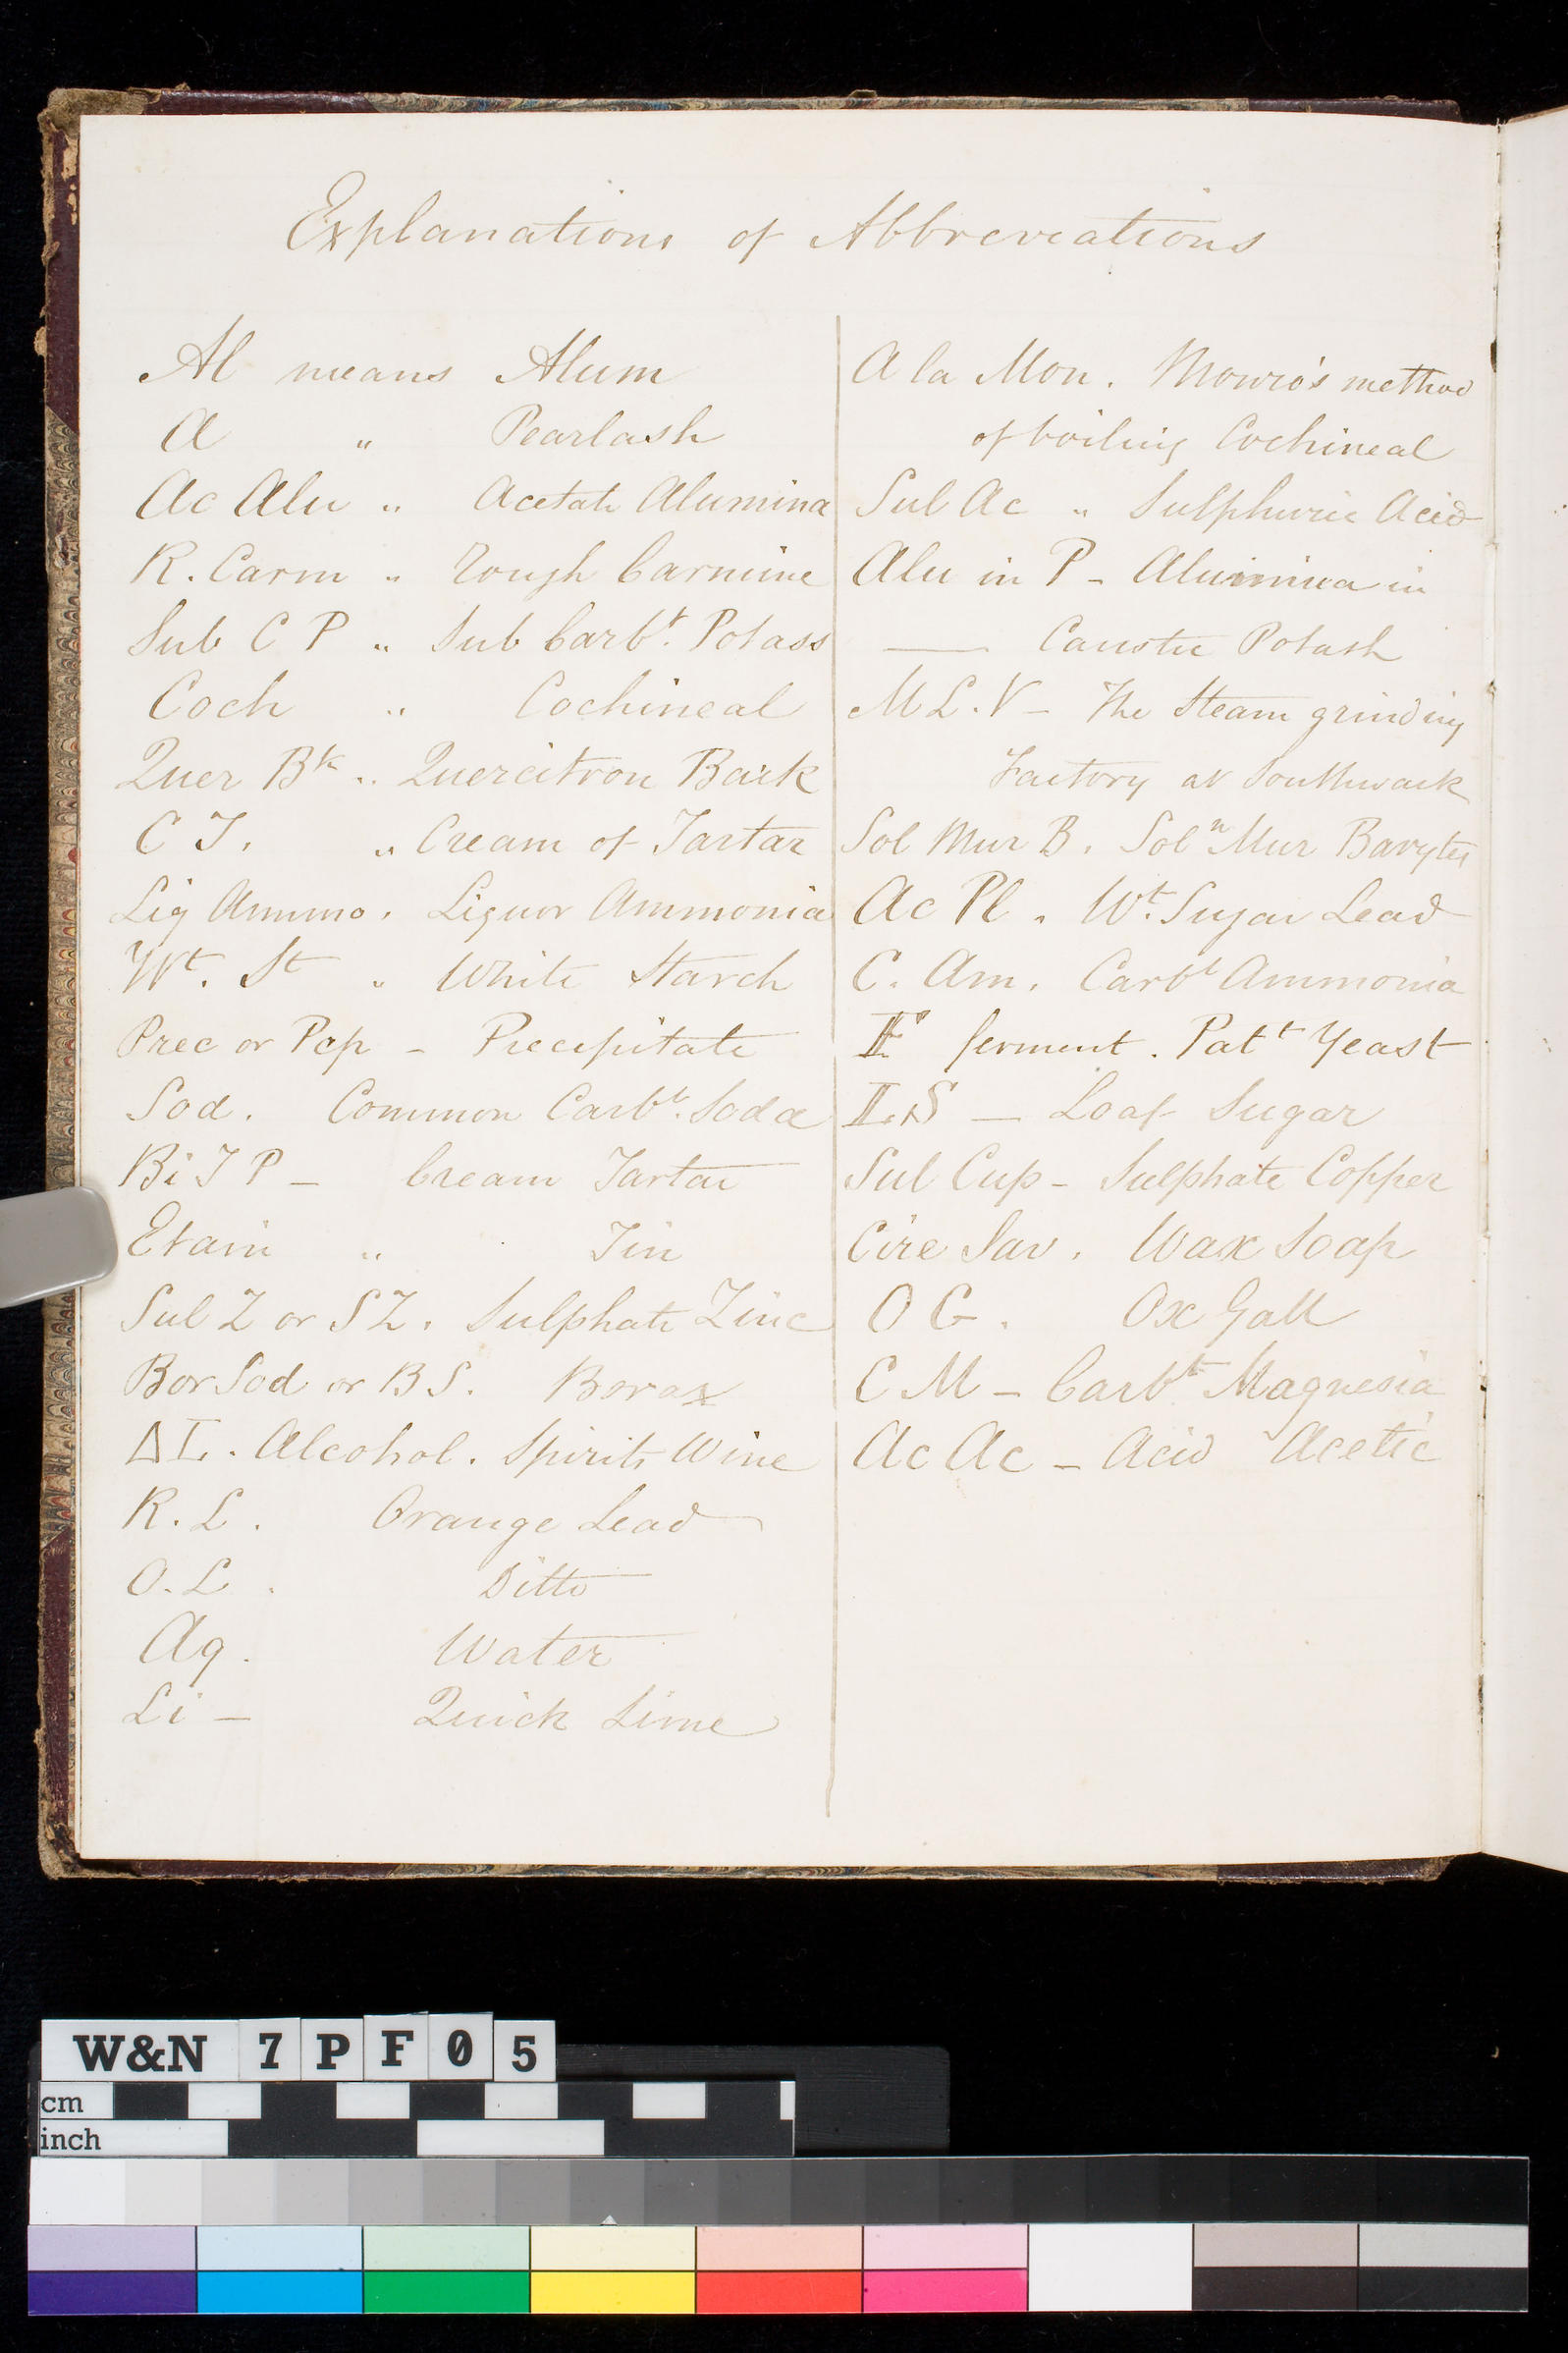 Explanations of Abbreveations
Al means Alum
A " Pearlash
Ac Alu " Acetate Alumina
R. Carm " Rough Carmine
Sub C P " Sub Carbt. Potass
Coch " Cochineal
Quer Bk " Quercitron Bark
C T. " Cream of Tartar
Liq Ammo. Liquor Ammonia
Wt. St " White Starch
Prec or Pcp - Precipitate
Sod. Common Carbt. Soda
Bi T P - Cream Tartar
Etain " Tin
Sul Z or S Z. Sulphate Zinc
Bor Sod or B S. Borax
ΔL. Alcohol. Spirits Wine
R. L. Orange Lead
O. L. Ditto
Aq. Water
Li - Quick Lime
A la Mon. method
of boiling Cochineal
Sul Ac " Sulphuric Acid
Alu in P - Alumina in
— Caustic Potash
M L. V - The Steam grinding
Factory at Southwark
Sol Mur B. Soln Mur Barytes
Ac Pl. Wt. Sugar Lead
C. Am. Carbt Ammonia
F ferment. Patt Yeast
L.S — Loaf Sugar
Sul Cup - Sulphate Copper
Cire Sav. Wax Soap
O G. Ox Gall
C M - Carbt Magnesia
Ac Ac - Acid Acetic
W&N 7 P F 0 5
cm
inch